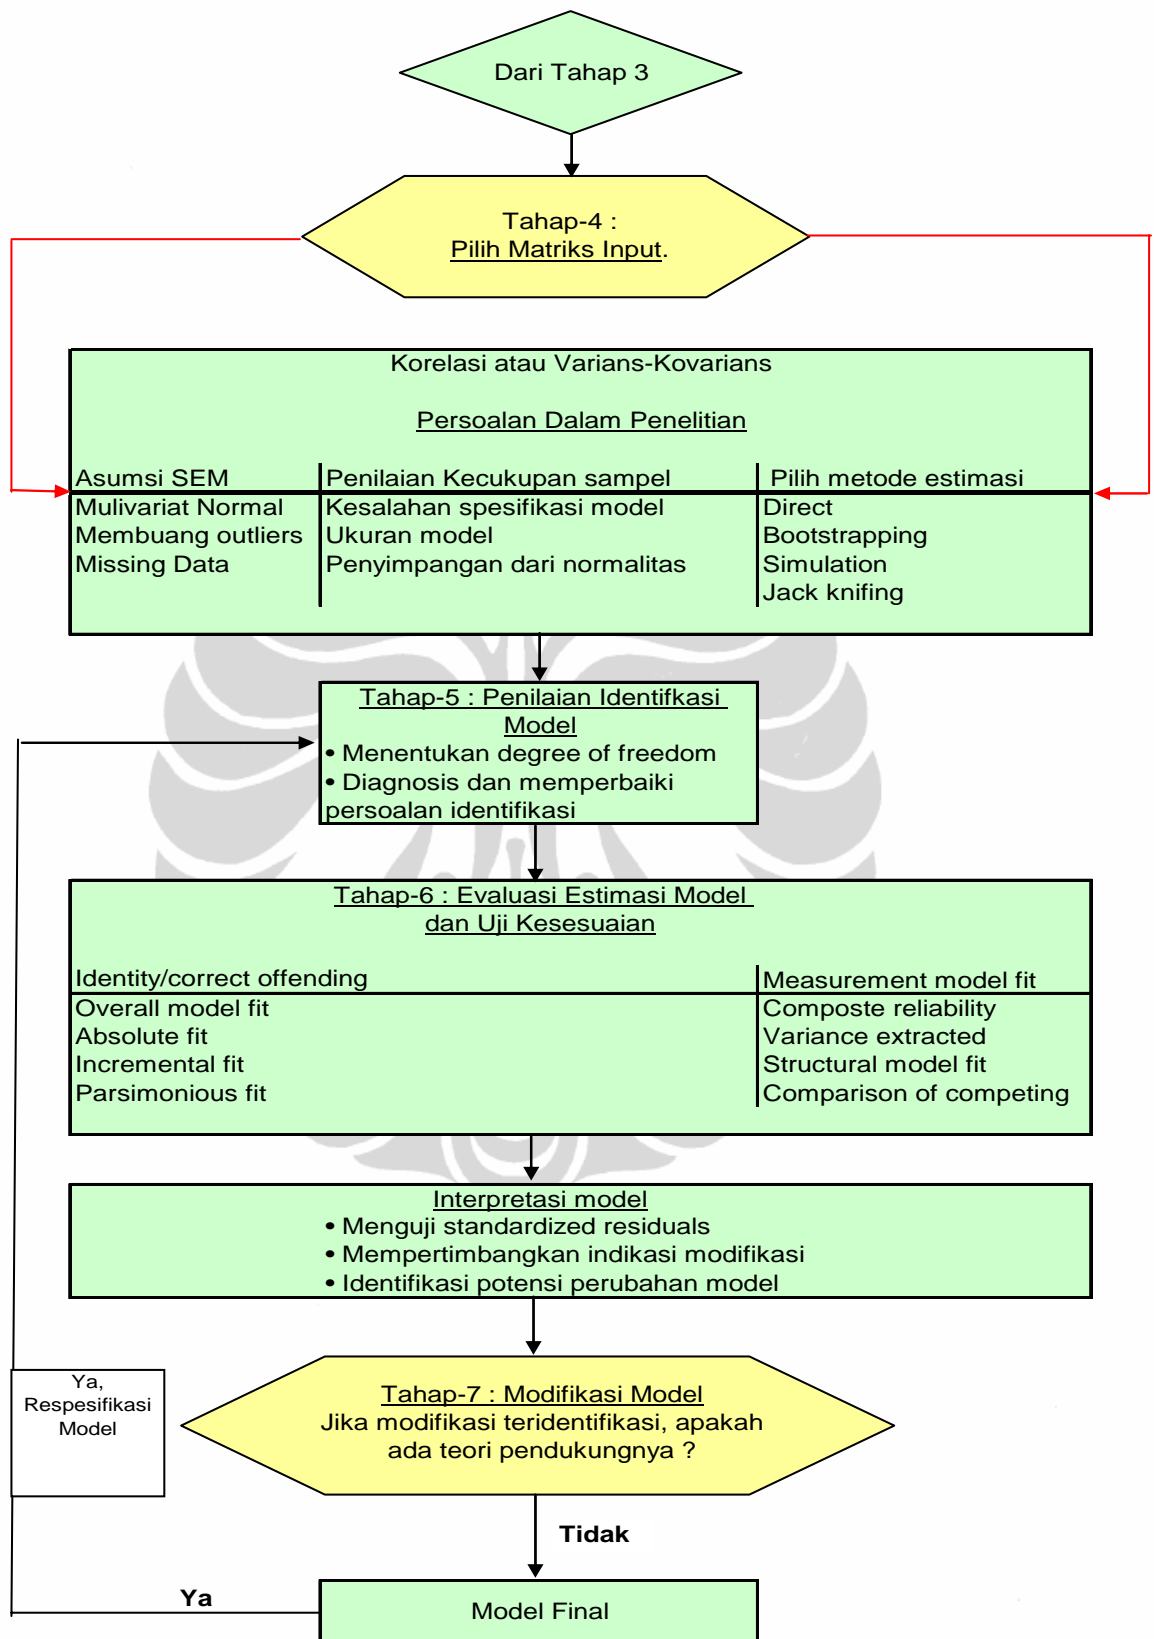 Dari Tahap 3
Tahap-4 :
Pilih Matriks Input.
Korelasi atau Varians-Kovarians
Persoalan Dalam Penelitian
Asumsi SEM
Mulivariat Normal
Membuang outliers
Missing Data
Penilaian Kecukupan sampel
Kesalahan spesifikasi model
Ukuran model
Penyimpangan dari normalitas
Pilih metode estimasi
Direct
Bootstrapping
Simulation
Jack knifing
Tahap-5 : Penilaian Identifkasi
Model
• Menentukan degree of freedom
• Diagnosis dan memperbaiki
persoalan identifikasi
Tahap-6 : Evaluasi Estimasi Model
dan Uji Kesesuaian
Identity/correct offending
Overall model fit
Absolute fit
Incremental fit
Parsimonious fit
Measurement model fit
Composte reliability
Variance extracted
Structural model fit
Comparison of competing
Interpretasi model
• Menguji standardized residuals
• Mempertimbangkan indikasi modifikasi
• Identifikasi potensi perubahan model
Ya,
Respesifikasi
Model
Tahap-7 : Modifikasi Model
Jika modifikasi teridentifikasi, apakah
ada teori pendukungnya ?
Tidak
Ya
Model Final